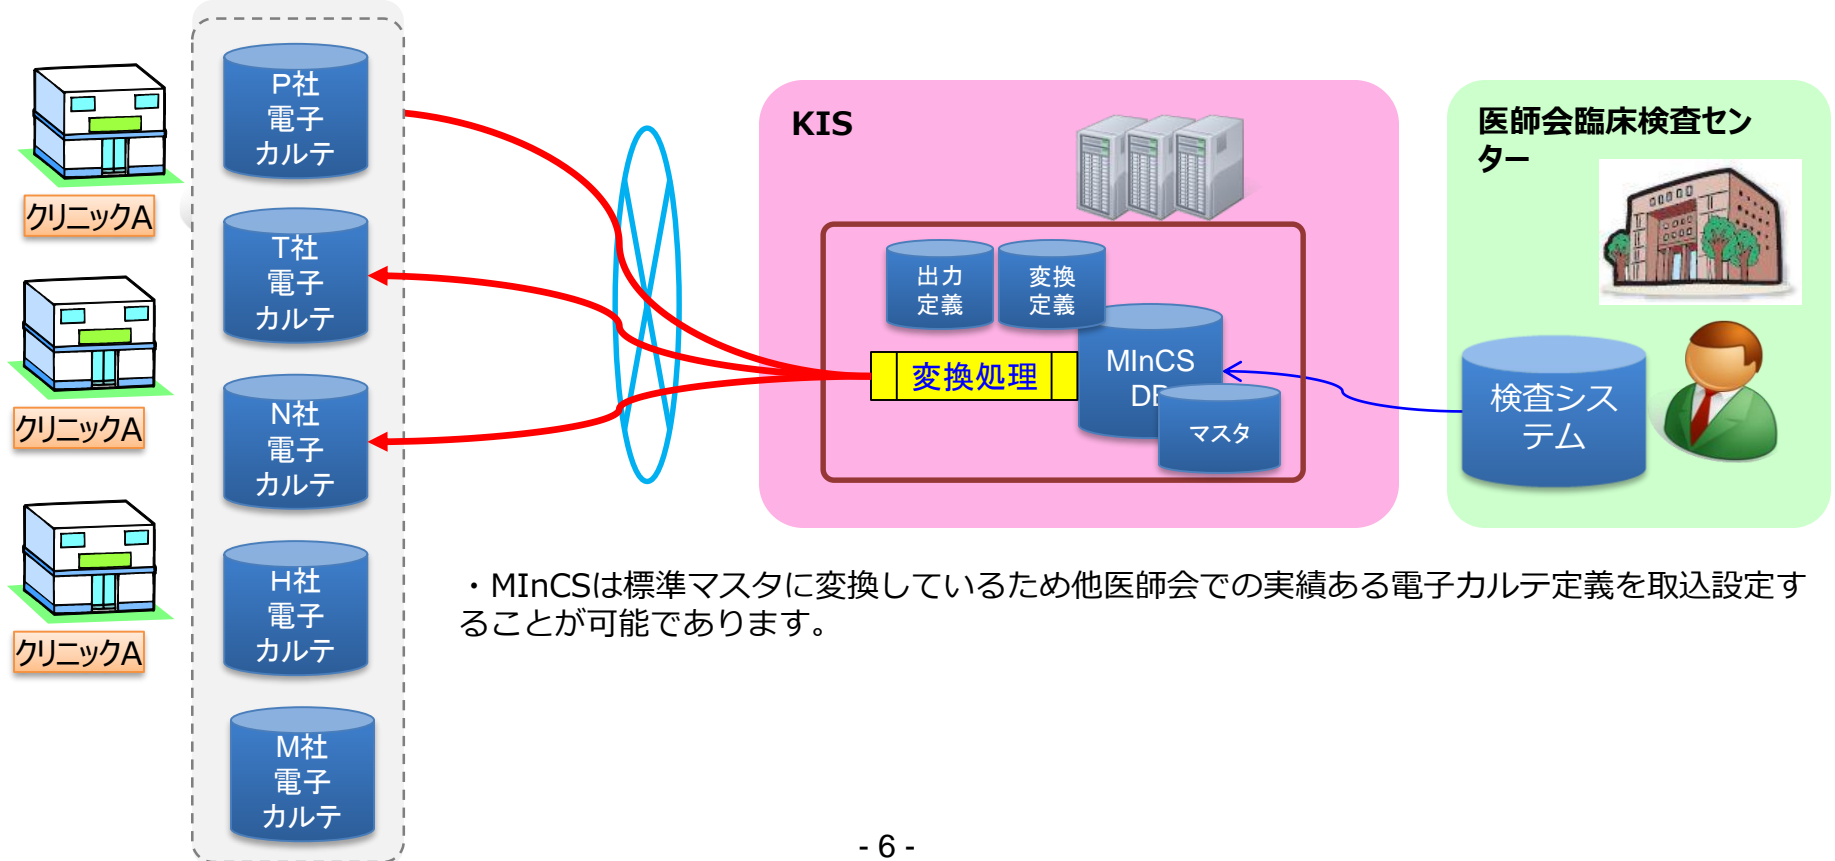 P社
電子
カルテ
T社
電子
カルテ
N社
電子
カルテ
H社
電子
カルテ
M社
電子
カルテ
クリニックA
クリニックA
クリニックA
KIS
出力
定義
変換
定義
変換処理
MInCS
DB
マスタ
医師会臨床検査セン
ター
検査シス
テム
・MInCSは標準マスタに変換しているため他医師会での実績ある電子カルテ定義を取込設定す
ることが可能であります。
- 6 -